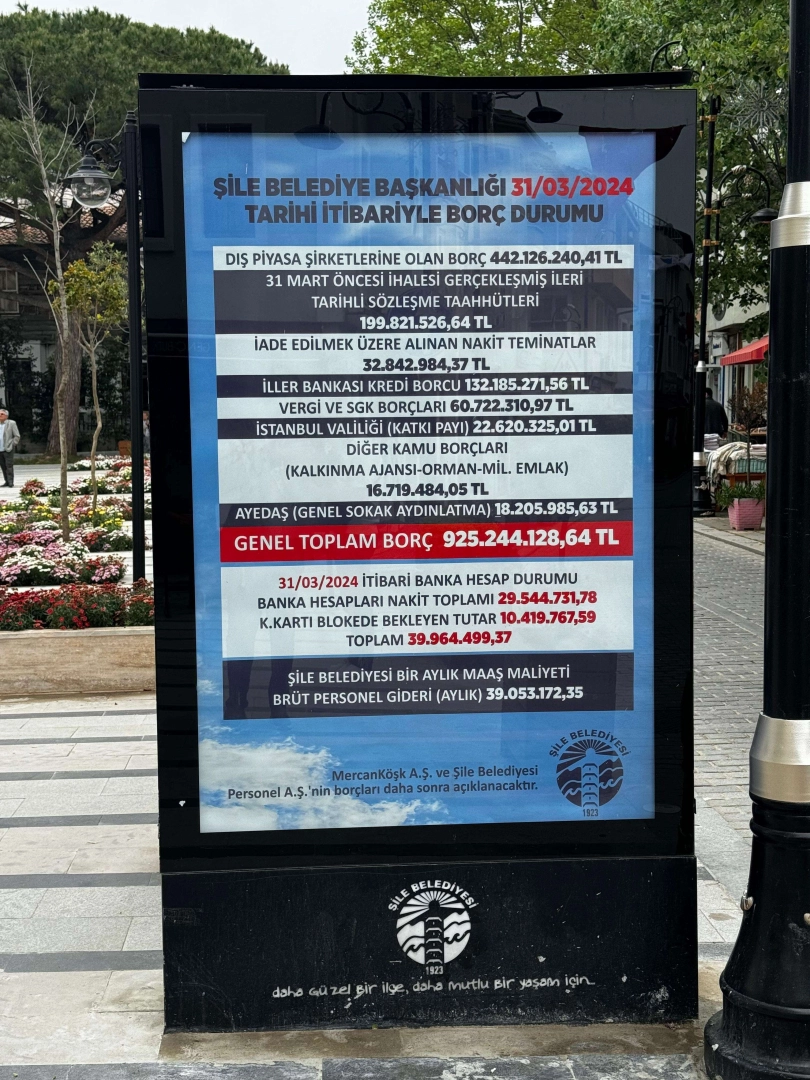 ŞİLE BELEDİYE BAŞKANLIĞI 31/03/2024
TARİHİ İTİBARİYLE BORÇ DURUMU
DIŞ PİYASA ŞİRKETLERİNE OLAN BORÇ 442.126.240,41 TL
31 MART ÖNCESİ İHALESİ GERÇEKLEŞMİŞ İLERİ
TARİHLİ SÖZLEŞME TAAHHÜTLERİ
199.821.526,64 TL
İADE EDİLMEK ÜZERE ALINAN NAKİT TEMİNATLAR
32.842.984,37 TL
İLLER BANKASI KREDİ BORCU 132.185.271,56 TL
VERGİ VE SGK BORÇLARI 60.722.310,97 TL
İSTANBUL VALİLİĞİ (KATKI PAYI) 22.620.325,01 TL
DİĞER KAMU BORÇLARI
(KALKINMA AJANSI-ORMAN-MİL. EMLAK)
16.719.484,05 TL
AYEDAŞ (GENEL SOKAK AYDINLATMA) 18.205.985,63 TL
GENEL TOPLAM BORÇ 925.244.128,64 TL
31/03/2024 İTİBARİ BANKA HESAP DURUMU
BANKA HESAPLARI NAKİT TOPLAMI 29.544.731,78
K.KARTI BLOKEDE BEKLEYEN TUTAR 10.419.767,59
TOPLAM 39.964.499,37
ŞİLE BELEDİYESİ BİR AYLIK MAAŞ MALİYETİ
BRÜT PERSONEL GİDERİ (AYLIK) 39.053.172,35
MercanKöşk A.Ş. ve Şile Belediyesi
Personel A.Ş.'nin borçları daha sonra açıklanacaktır.
ŞİLE BELEDİYESİ
1923
ŞİLE BELEDİYESİ
1923
daha Güzel Bir ilçe, daha mutlu Bir yaşam için...